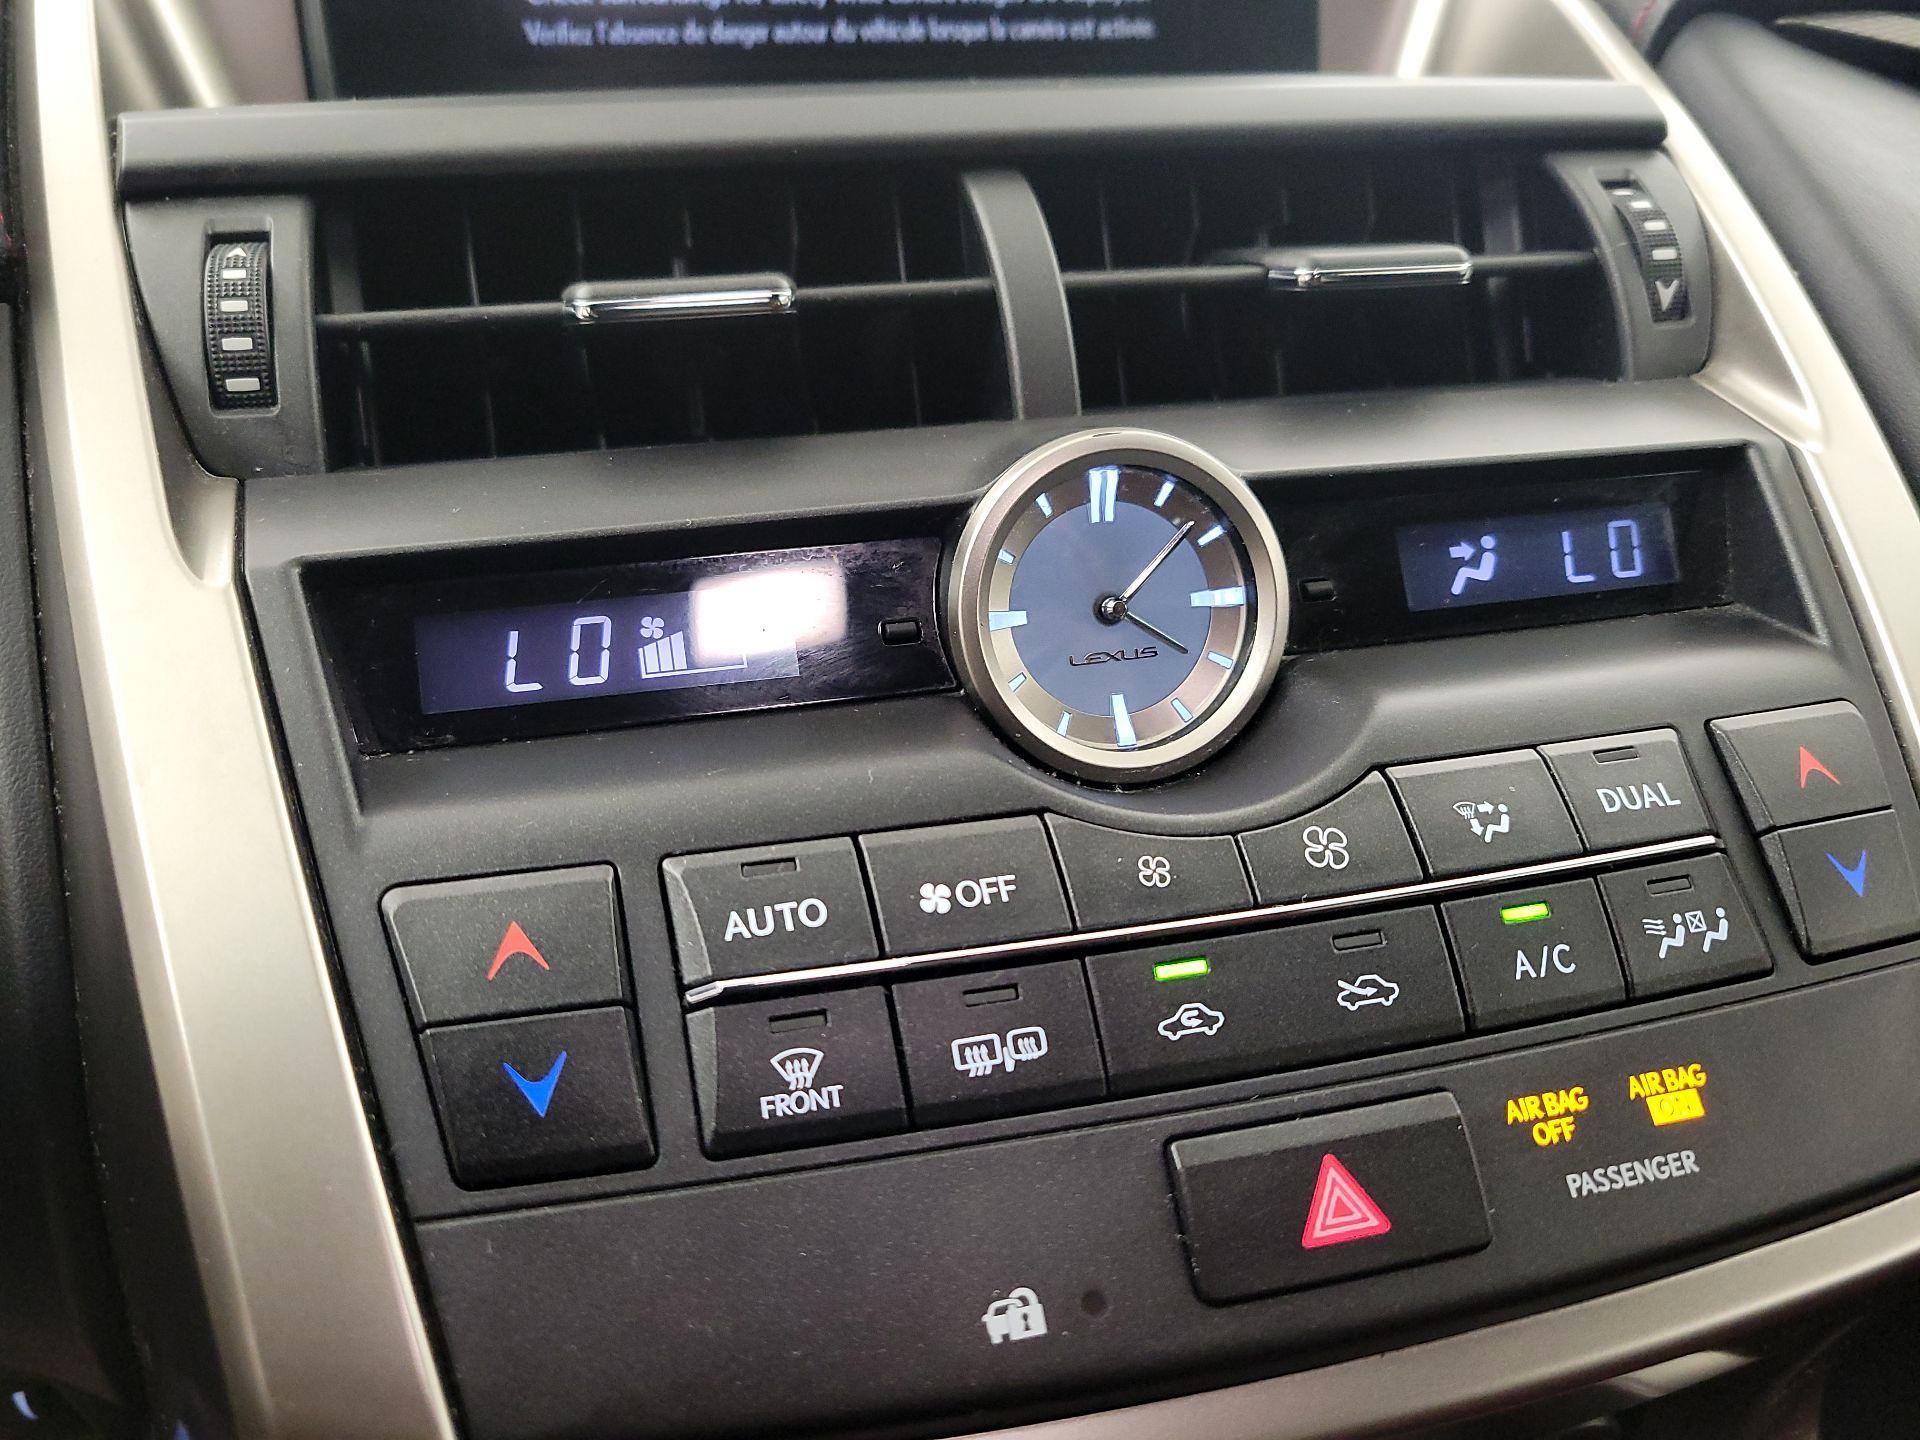 Vérifiez l'absence de danger autour du véhicule lorsque la caméra est activée.
LO
LO
LEXUS
AUTO
OFF
DUAL
FRONT
A/C
AIR BAG
OFF
AIR BAG
ON
PASSENGER